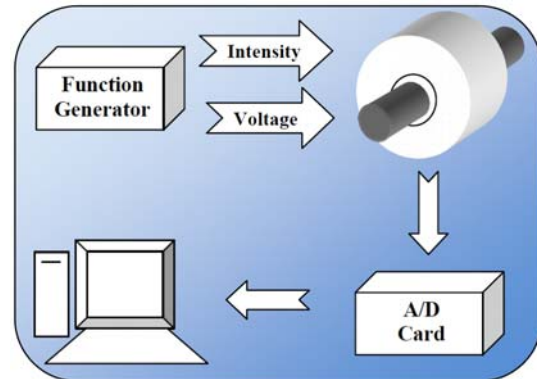 Function
Generator
Intensity
Voltage
A/D
Card